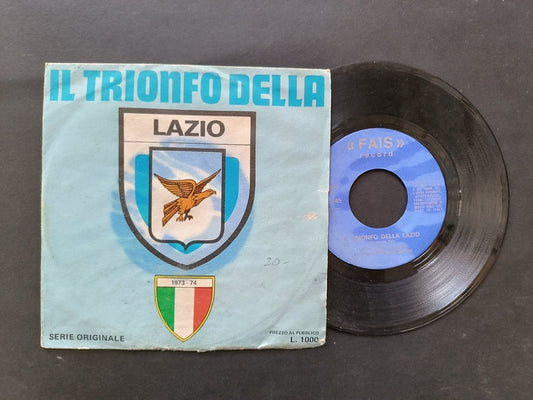 IL TRIONFO DELLA
LAZIO
20-
1973-74
SERIE ORIGINALE
PREZZO AL PUBBLICO
L. 1000
« FAIS »
record
TRIONFO DELLA LAZIO